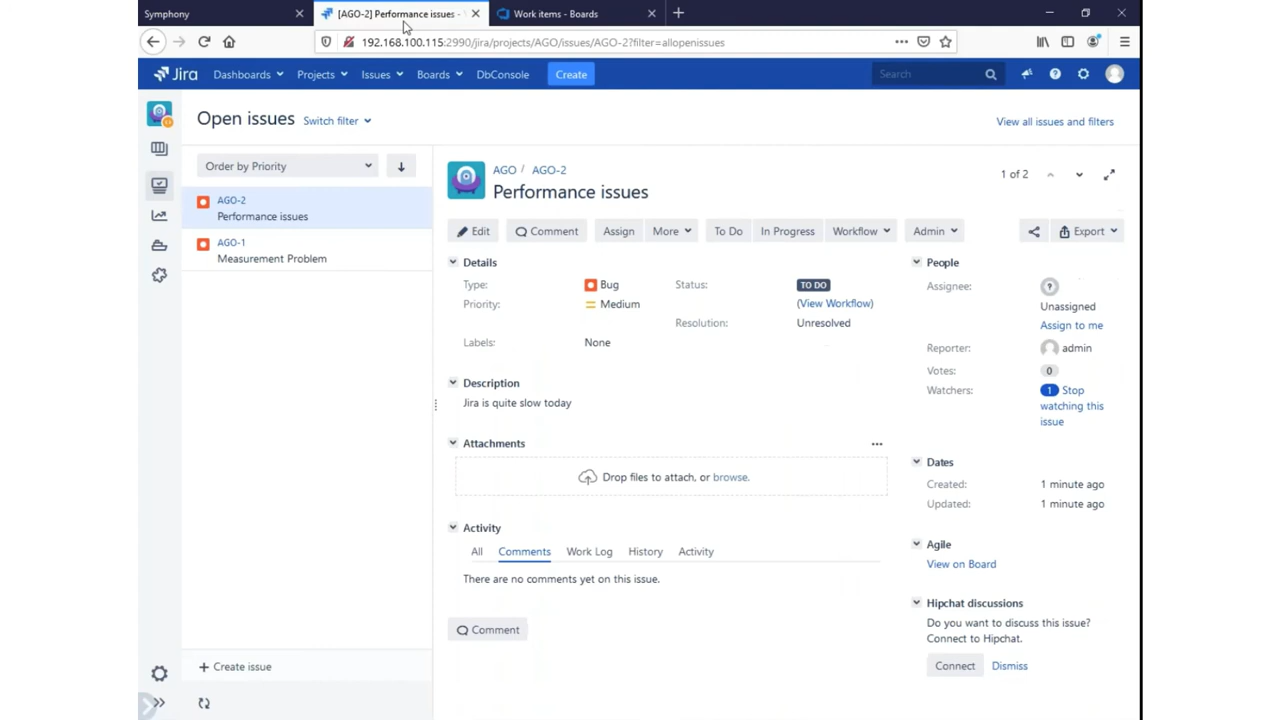 Symphony
[AGO-2] Performance issues -
Work items - Boards
192.168.100.115:2990/jira/projects/AGO/issues/AGO-2?filter=allopenissues
Jira
Dashboards
Projects
Issues
Boards
DbConsole
Create
Search
Open issues
Switch filter
View all issues and filters
Order by Priority
AGO-2
Performance issues
AGO-1
Measurement Problem
Create issue
AGO / AGO-2
Performance issues
1 of 2
Edit
Comment
Assign
More
To Do
In Progress
Workflow
Admin
Export
Details
Type: Bug
Status: TO DO
(View Workflow)
Priority: Medium
Resolution: Unresolved
Labels: None
Description
Jira is quite slow today
Attachments
Drop files to attach, or browse.
Activity
All Comments Work Log History Activity
There are no comments yet on this issue.
Comment
People
Assignee:
Unassigned
Assign to me
Reporter: admin
Votes: 0
Watchers: 1 Stop
watching this
issue
Dates
Created: 1 minute ago
Updated: 1 minute ago
Agile
View on Board
Hipchat discussions
Do you want to discuss this issue?
Connect to Hipchat.
Connect
Dismiss